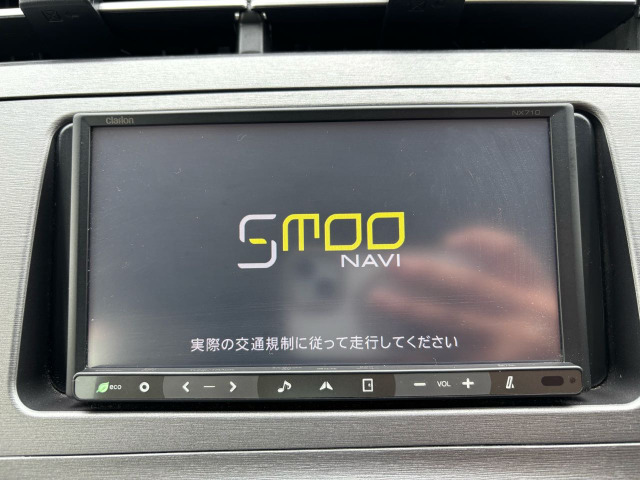 clarion NX710
SMOO
NAVI
実際の交通規制に従って走行してください
eco VOL